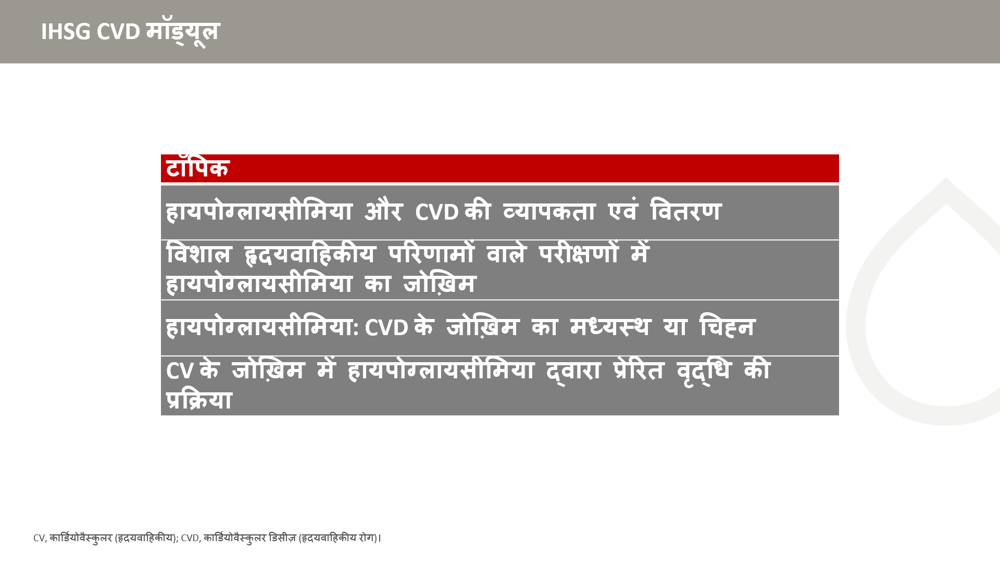 IHSG CVD मॉड्यूल
टॉपिक
हायपोग्लायसीमिया और CVD की व्यापकता एवं वितरण
विशाल हृदयवाहिकीय परिणामों वाले परीक्षणों में
हायपोग्लायसीमिया का जोख़िम
हायपोग्लायसीमिया: CVD के जोख़िम का मध्यस्थ या चिह्न
CV के जोख़िम में हायपोग्लायसीमिया द्वारा प्रेरित वृद्धि की
प्रक्रिया
CV, कार्डियोवैस्कुलर (हृदयवाहिकीय); CVD, कार्डियोवैस्कुलर डिसीज़ (हृदयवाहिकीय रोग)।